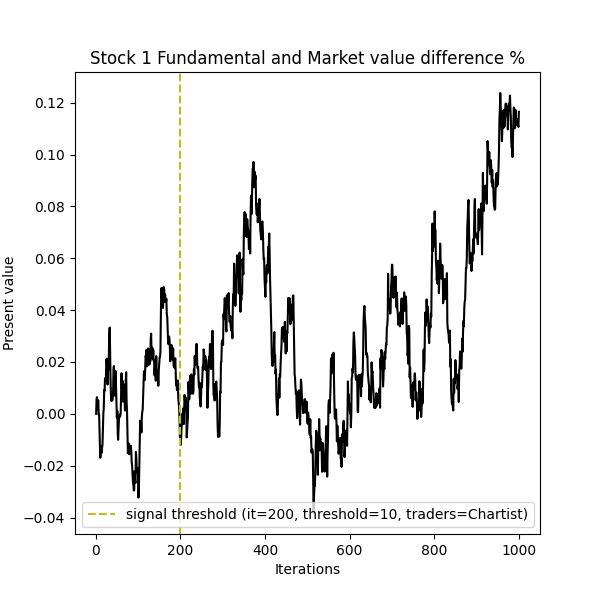 Stock 1 Fundamental and Market value difference %
0.12
0.10
0.08
0.06
0.04
0.02
0.00
−0.02
−0.04
Present value
signal threshold (it=200, threshold=10, traders=Chartist)
0 200 400 600 800 1000
Iterations